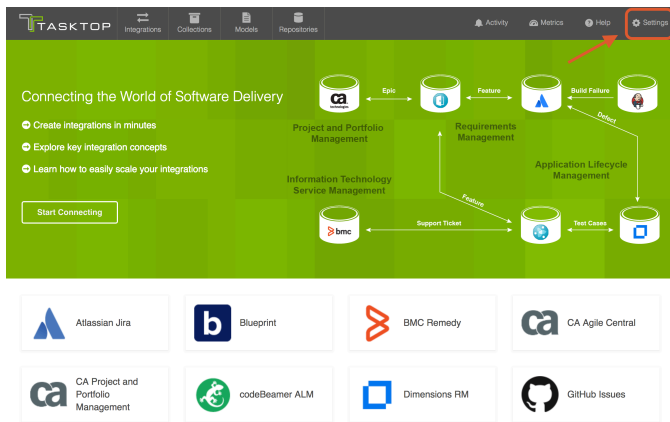 TASKTOP
Integrations
Collections
Models
Repositories
Activity
Metrics
Help
Settings
Connecting the World of Software Delivery
Create integrations in minutes
Explore key integration concepts
Learn how to easily scale your integrations
Start Connecting
ca
technologies
Epic
Feature
Build Failure
Defect
Project and Portfolio
Management
Requirements
Management
Information Technology
Service Management
Application Lifecycle
Management
Feature
bmc
Support Ticket
Test Cases
Atlassian Jira
b
Blueprint
BMC Remedy
ca
CA Agile Central
ca
CA Project and
Portfolio
Management
codeBeamer ALM
Dimensions RM
GitHub Issues